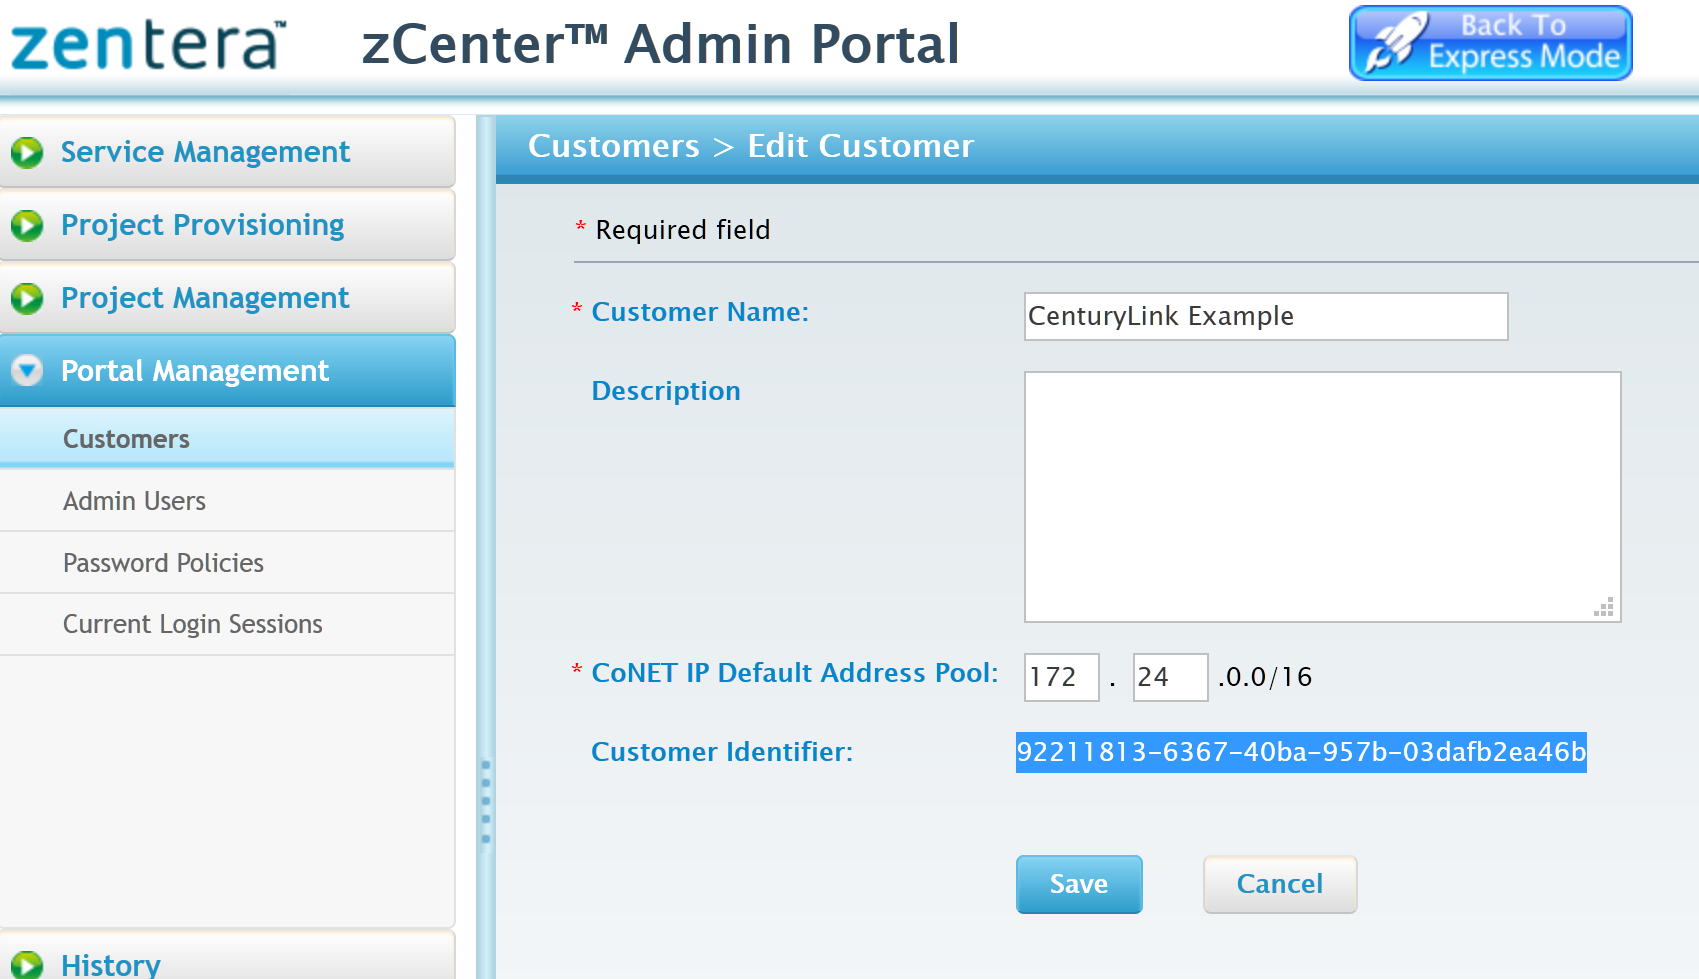 zentera™
zCenter™ Admin Portal
Back To
Express Mode
Service Management
Project Provisioning
Project Management
Portal Management
Customers
Admin Users
Password Policies
Current Login Sessions
History
Customers > Edit Customer
* Required field
* Customer Name: CenturyLink Example
Description
* CoNET IP Default Address Pool: 172 . 24 .0.0/16
Customer Identifier: 92211813-6367-40ba-957b-03dafb2ea46b
Save Cancel